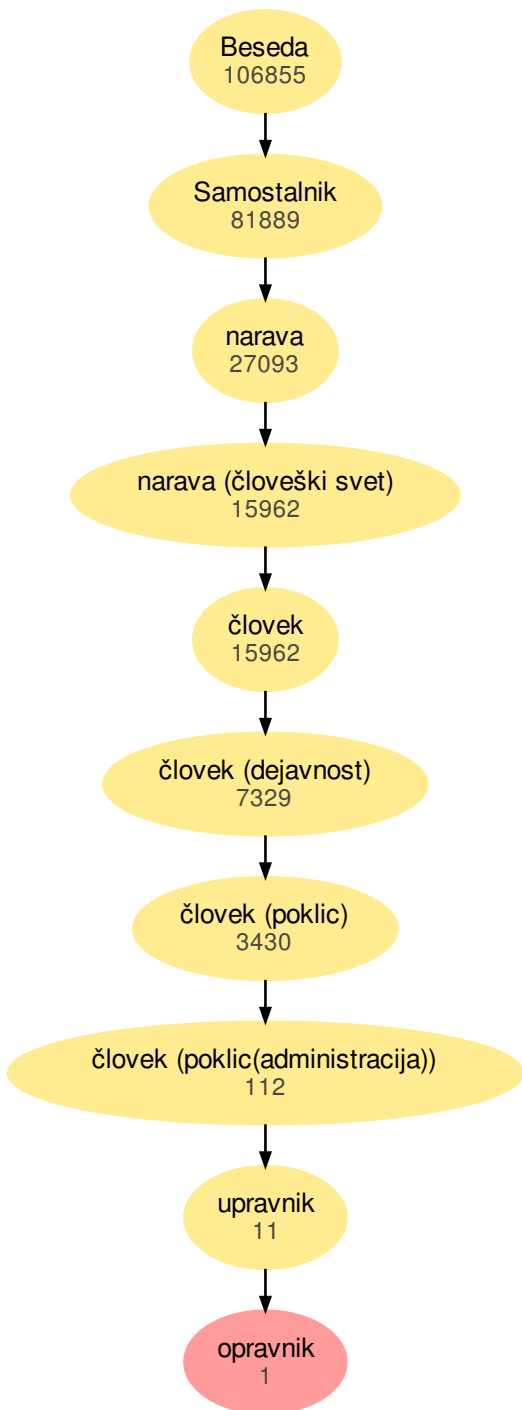 Beseda
106855
Samostalnik
81889
narava
27093
narava (človeški svet)
15962
človek
15962
človek (dejavnost)
7329
človek (poklic)
3430
človek (poklic(administracija))
112
upravnik
11
opravnik
1